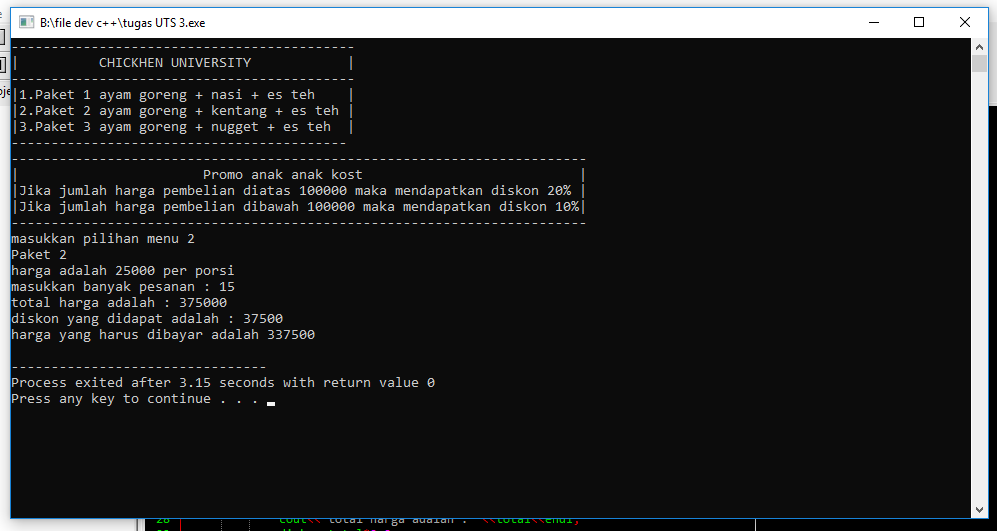 B:\file dev c++\tugas UTS 3.exe
-------------------------------------------
| CHICKHEN UNIVERSITY |
-------------------------------------------
|1.Paket 1 ayam goreng + nasi + es teh |
|2.Paket 2 ayam goreng + kentang + es teh |
|3.Paket 3 ayam goreng + nugget + es teh |
------------------------------------------
------------------------------------------------------------------------
| Promo anak anak kost |
|Jika jumlah harga pembelian diatas 100000 maka mendapatkan diskon 20% |
|Jika jumlah harga pembelian dibawah 100000 maka mendapatkan diskon 10%|
------------------------------------------------------------------------
masukkan pilihan menu 2
Paket 2
harga adalah 25000 per porsi
masukkan banyak pesanan : 15
total harga adalah : 375000
diskon yang didapat adalah : 37500
harga yang harus dibayar adalah 337500
--------------------------------
Process exited after 3.15 seconds with return value 0
Press any key to continue . . .
cout<<"total harga adalah : "<<total<<endl;